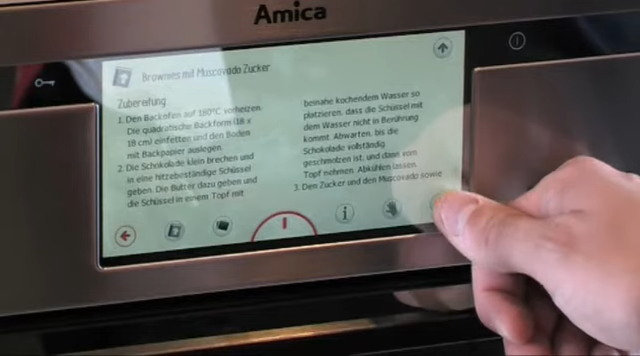 Amica
Brownies mit Muscovado Zucker
Zubereitung
1. Den Backofen auf 180°C vorheizen.
Die quadratische Backform (18 x
18 cm) einfetten und den Boden
mit Backpapier auslegen.
2. Die Schokolade klein brechen und
in eine hitzebeständige Schüssel
geben. Die Butter dazu geben und
die Schüssel in einem Topf mit
beinahe kochendem Wasser so
platzieren, dass die Schüssel mit
dem Wasser nicht in Berührung
kommt. Abwarten, bis die
Schokolade vollständig
geschmolzen ist, und dann vom
Topf nehmen. Abkühlen lassen.
3. Den Zucker und den Muscovado sowie